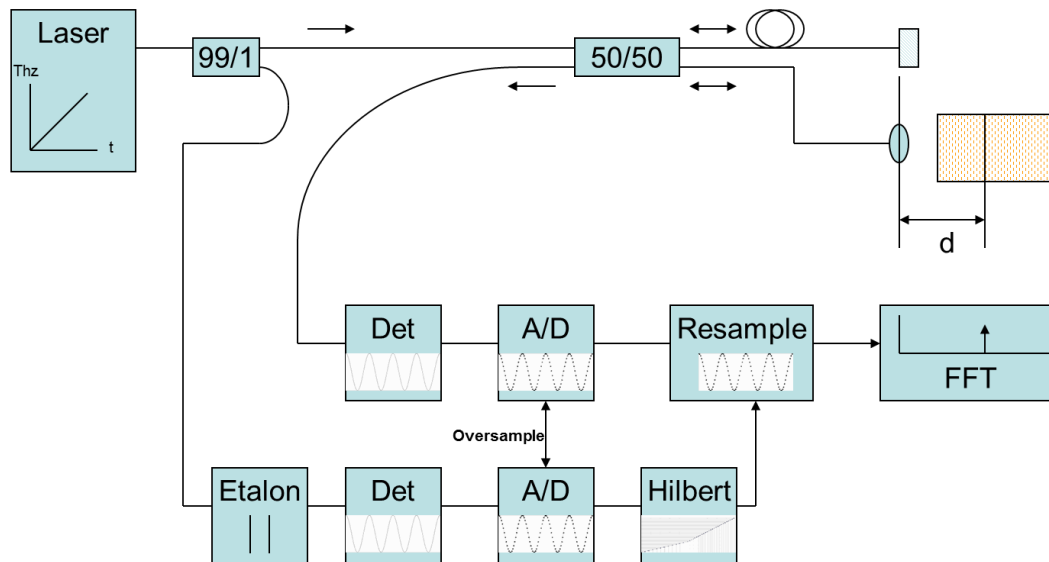 Laser
Thz
t
99/1
50/50
d
Det
A/D
Resample
FFT
Oversample
Etalon
Det
A/D
Hilbert